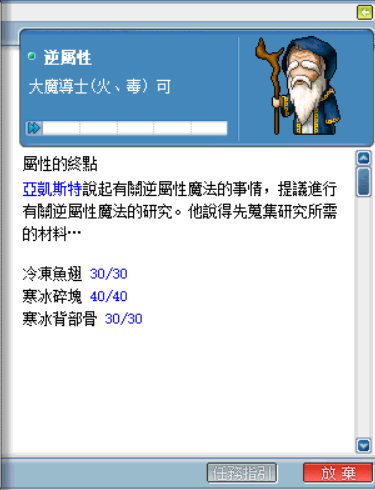 逆屬性
大魔導士(火、毒) 可
屬性的終點
亞凱斯特說起有關逆屬性魔法的事情，提議進行
有關逆屬性魔法的研究。他說得先蒐集研究所需
的材料…
冷凍魚翅 30/30
寒冰碎塊 40/40
寒冰背部骨 30/30
任務指引
放棄